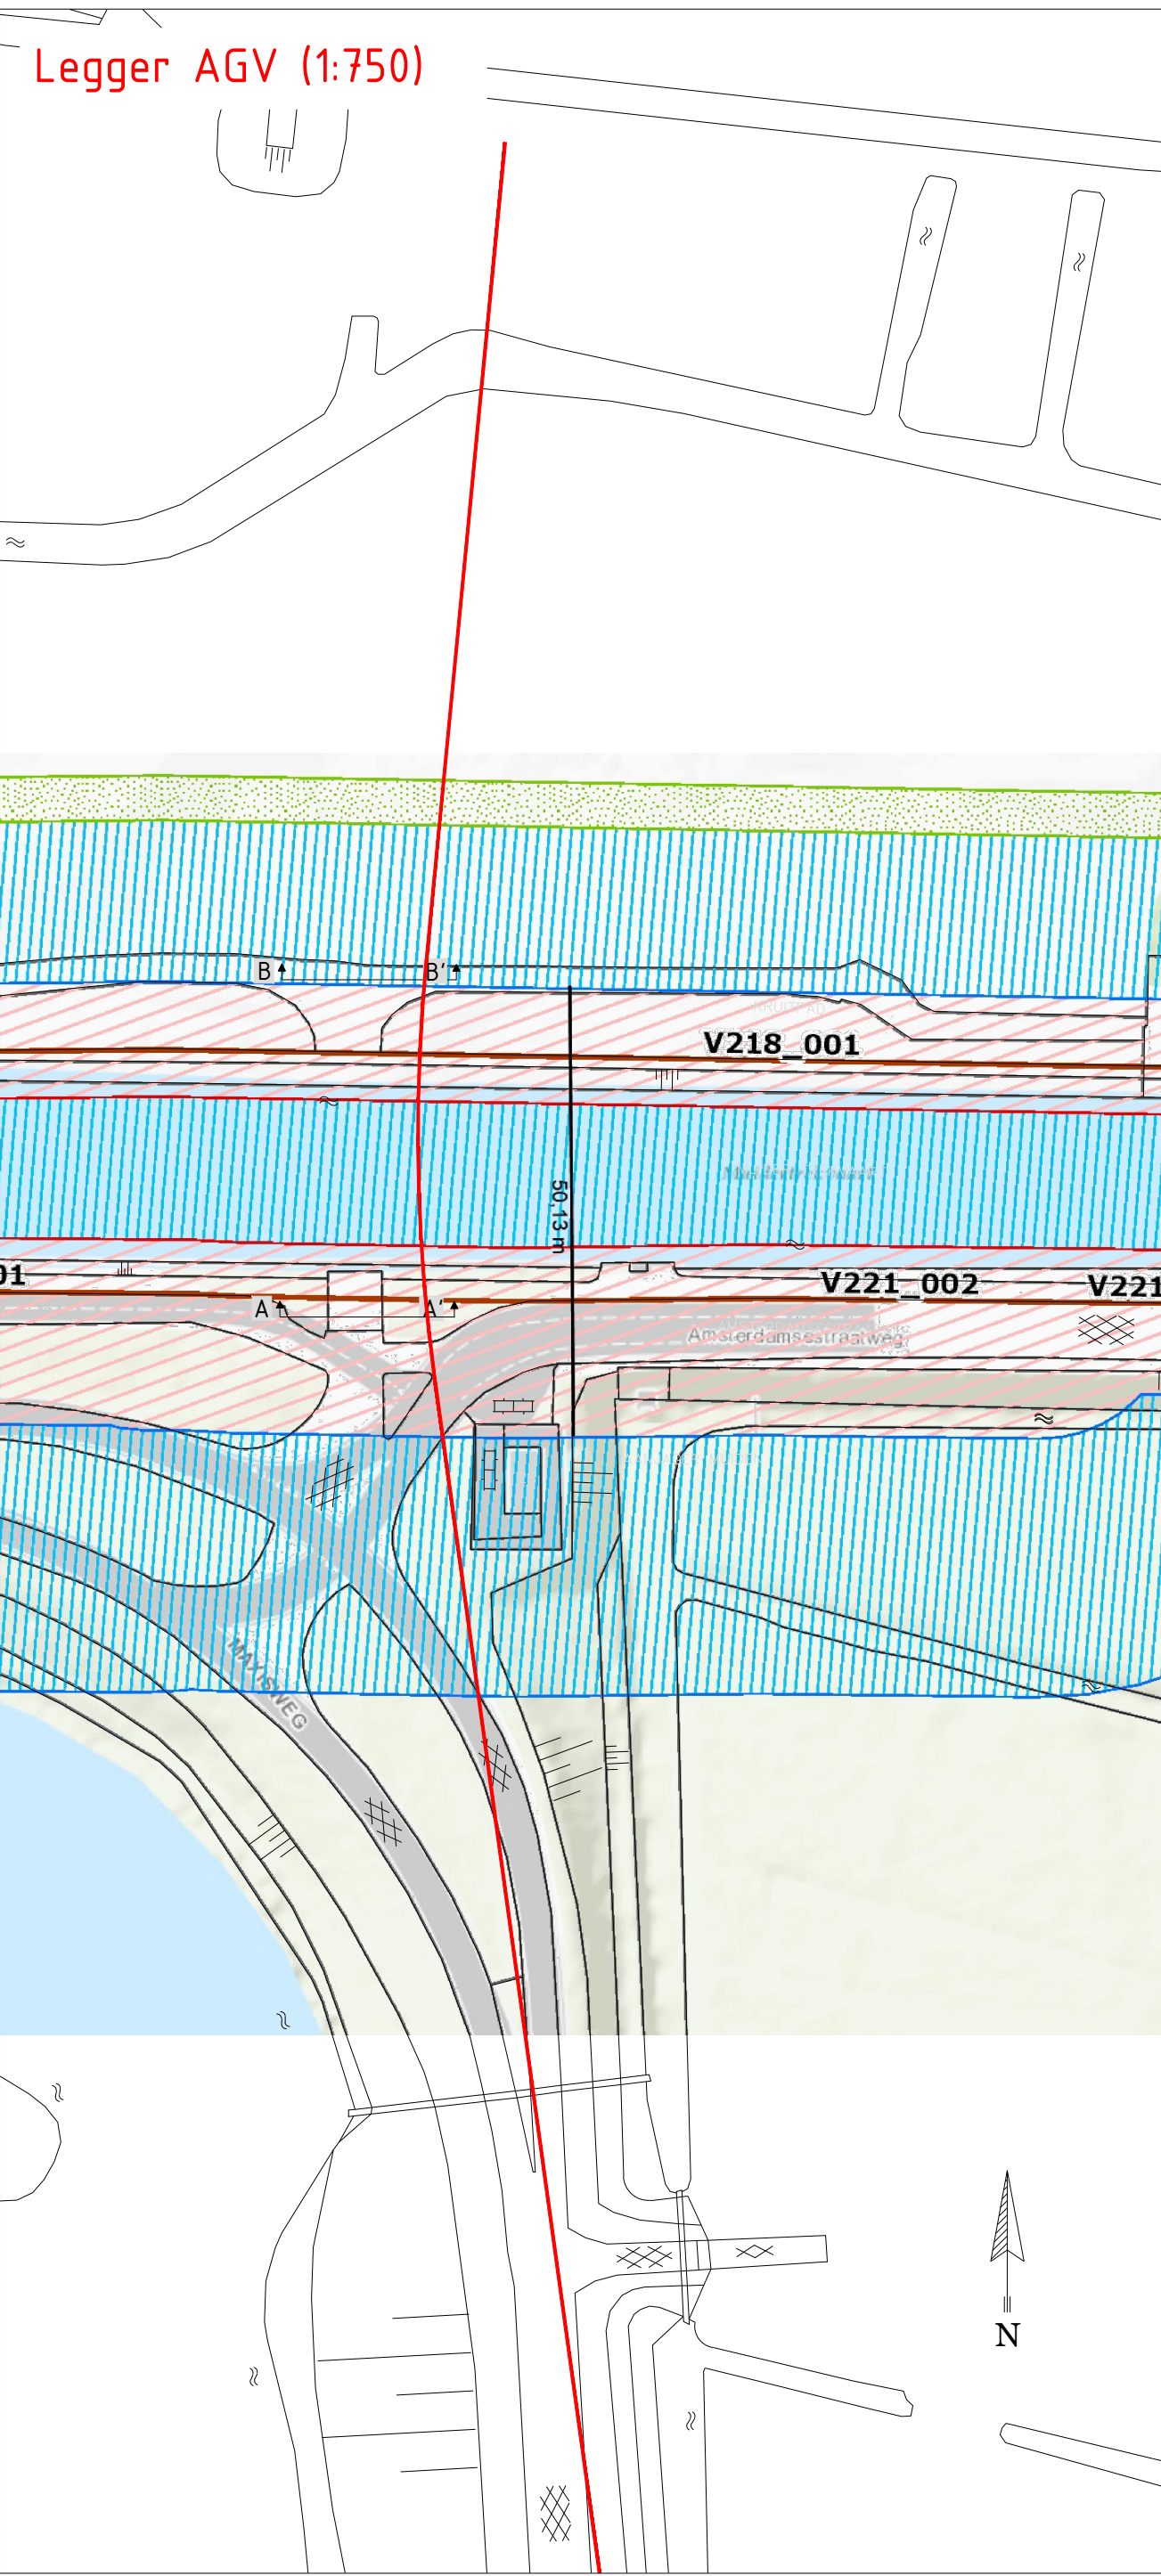 Legger AGV (1:750)
B
B'
V218_001
50,13 m
01
V221_002
V221
A
A'
Amsterdamsestraatweg
MAXISWEG
N